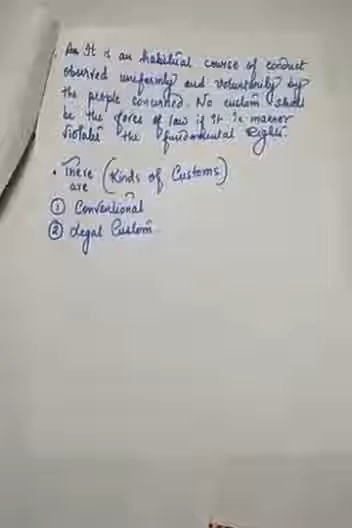 An It is an habitual course of conduct
observed uniformly and voluntarily by
the people concerned. No custom shall
be the force of law if it in manner
violates the fundamental Rights.
• There are (Kinds of Customs)
① Conventional
② Legal Custom